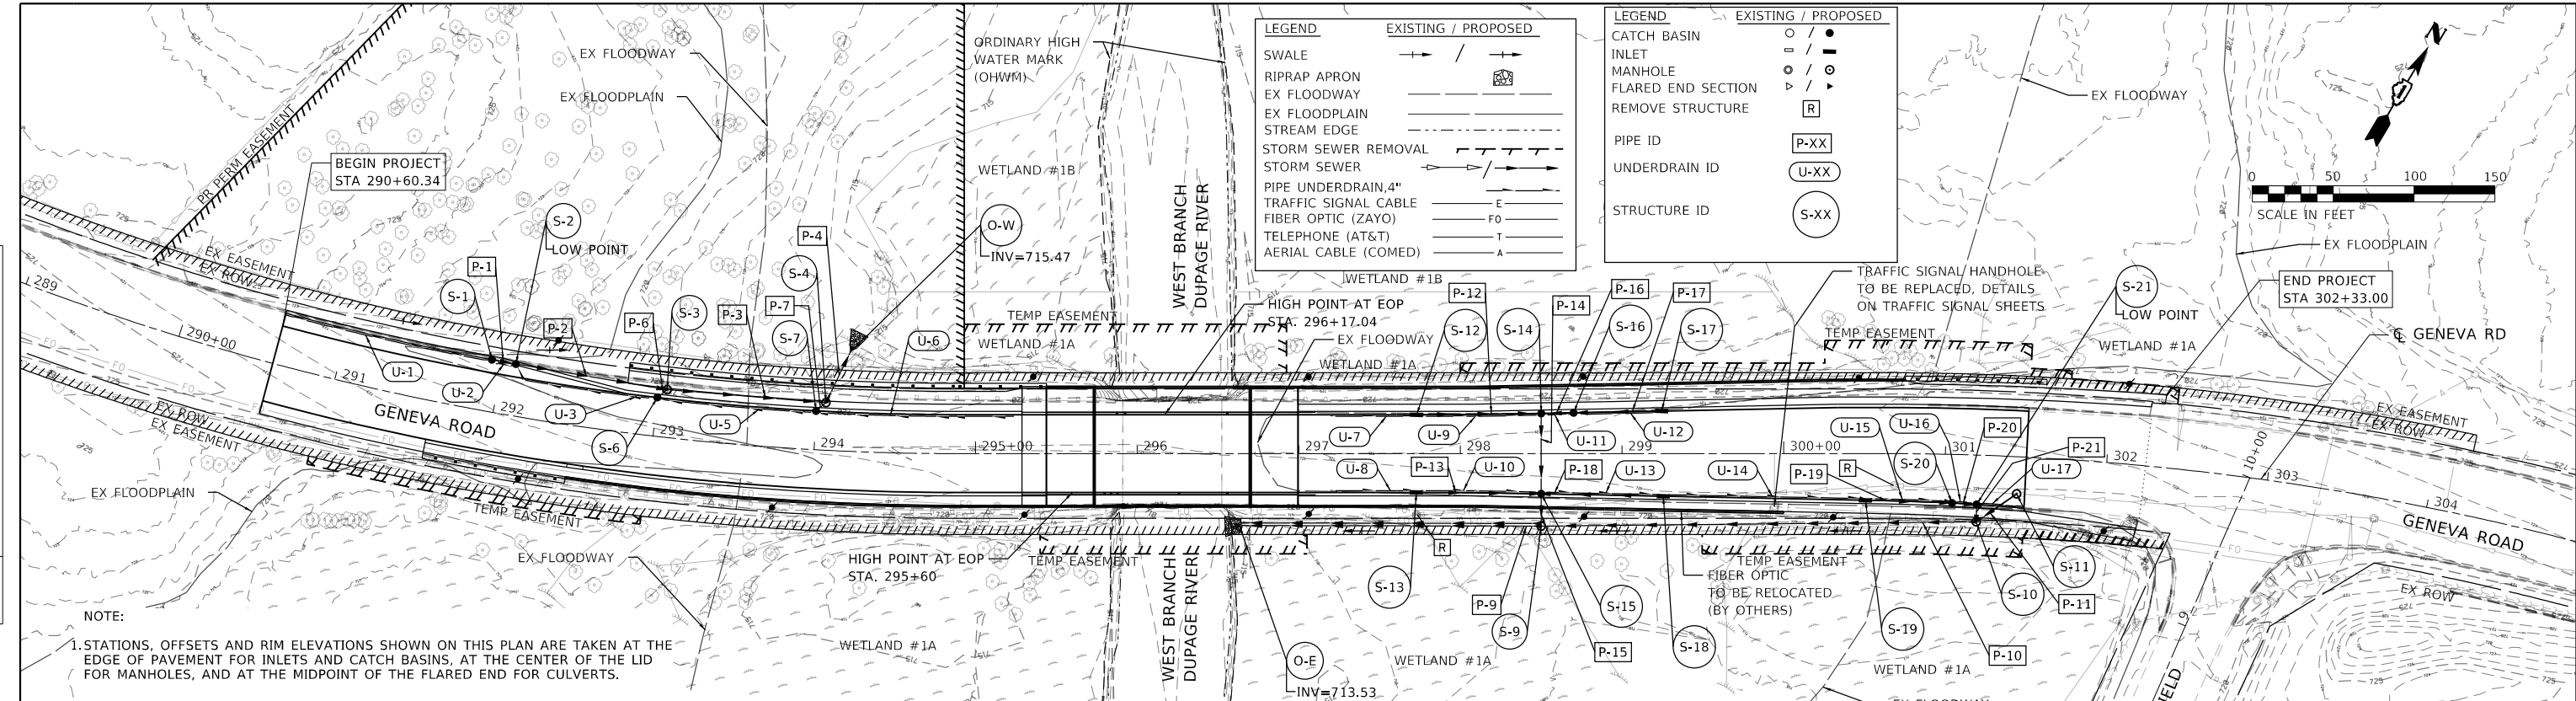 EX FLOODWAY
EX FLOODPLAIN
PR PERM EASEMENT
BEGIN PROJECT
STA 290+60.34
ORDINARY HIGH
WATER MARK
(OHWM)
WETLAND #1B
WEST BRANCH
DUPAGE RIVER
LEGEND EXISTING / PROPOSED
SWALE /
RIPRAP APRON
EX FLOODWAY
EX FLOODPLAIN
STREAM EDGE
STORM SEWER REMOVAL
STORM SEWER /
PIPE UNDERDRAIN,4"
TRAFFIC SIGNAL CABLE E
FIBER OPTIC (ZAYO) FO
TELEPHONE (AT&T) T
AERIAL CABLE (COMED) A
LEGEND EXISTING / PROPOSED
CATCH BASIN /
INLET /
MANHOLE /
FLARED END SECTION /
REMOVE STRUCTURE R
PIPE ID P-XX
UNDERDRAIN ID U-XX
STRUCTURE ID S-XX
EX FLOODWAY
N
0 50 100 150
SCALE IN FEET
EX FLOODPLAIN
END PROJECT
STA 302+33.00
GENEVA RD
EX EASEMENT
EX ROW
S-2
LOW POINT
P-1
S-1
P-2
P-6
S-3
P-3
P-7
S-7
S-4
P-4
O-W
INV=715.47
U-6
TEMP EASEMENT
WETLAND #1A
HIGH POINT AT EOP
STA. 296+17.04
WETLAND #1B
EX FLOODWAY
WETLAND #1A
P-12
S-12
S-14
P-14
P-16
S-16
P-17
S-17
TRAFFIC SIGNAL HANDHOLE
TO BE REPLACED, DETAILS
ON TRAFFIC SIGNAL SHEETS
TEMP EASEMENT
S-21
LOW POINT
WETLAND #1A
EX EASEMENT
EX ROW
289
290+00
291
292
293
294
295+00
296
297
298
299
300+00
301
302
303
304
10+00
9
U-1
U-2
U-3
U-5
S-6
GENEVA ROAD
EX ROW
EX EASEMENT
U-7
U-9
U-11
U-12
U-8
P-13
U-10
P-18
U-13
U-14
P-19
R
U-15
U-16
S-20
P-20
P-21
U-17
GENEVA ROAD
EX ROW
EX FLOODPLAIN
TEMP EASEMENT
EX FLOODWAY
HIGH POINT AT EOP
STA. 295+60
TEMP EASEMENT
WEST BRANCH
DUPAGE RIVER
R
S-13
P-9
S-9
S-15
P-15
S-18
TEMP EASEMENT
FIBER OPTIC
TO BE RELOCATED
(BY OTHERS)
S-19
S-10
S-11
P-11
P-10
WETLAND #1A
WETLAND #1A
WETLAND #1A
O-E
INV=713.53
NOTE:
1. STATIONS, OFFSETS AND RIM ELEVATIONS SHOWN ON THIS PLAN ARE TAKEN AT THE
EDGE OF PAVEMENT FOR INLETS AND CATCH BASINS, AT THE CENTER OF THE LID
FOR MANHOLES, AND AT THE MIDPOINT OF THE FLARED END FOR CULVERTS.